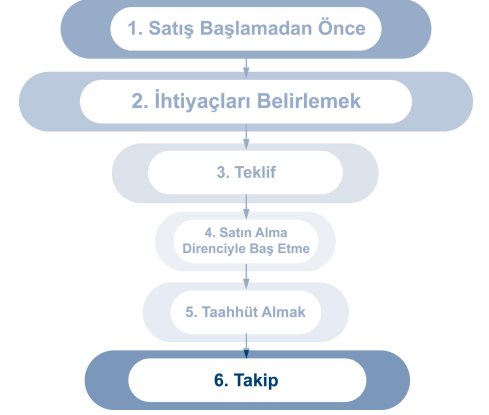 1. Satış Başlamadan Önce
2. İhtiyaçları Belirlemek
3. Teklif
4. Satın Alma
Direnciyle Baş Etme
5. Taahhüt Almak
6. Takip